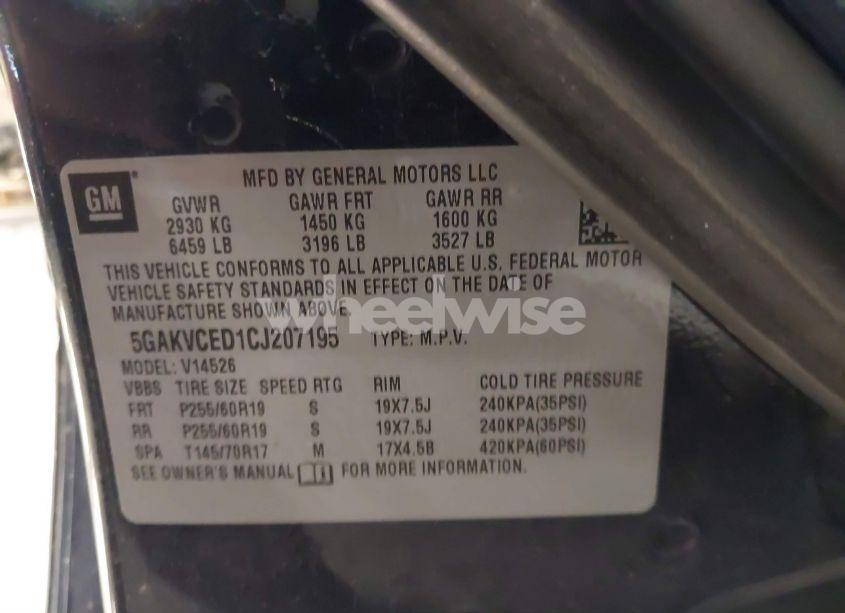 GM
MFD BY GENERAL MOTORS LLC
GVWR GAWR FRT GAWR RR
2930 KG 1450 KG 1600 KG
6459 LB 3196 LB 3527 LB
THIS VEHICLE CONFORMS TO ALL APPLICABLE U.S. FEDERAL MOTOR
VEHICLE SAFETY STANDARDS IN EFFECT ON THE DATE OF
MANUFACTURE SHOWN ABOVE.
wheelwise
5GAKVCED1CJ207195 TYPE: M.P.V.
MODEL: V14526
VBBS TIRE SIZE SPEED RTG RIM COLD TIRE PRESSURE
FRT P255/60R19 S 19X7.5J 240KPA(35PSI)
RR P255/60R19 S 19X7.5J 240KPA(35PSI)
SPA T145/70R17 M 17X4.5B 420KPA(60PSI)
SEE OWNER'S MANUAL FOR MORE INFORMATION.